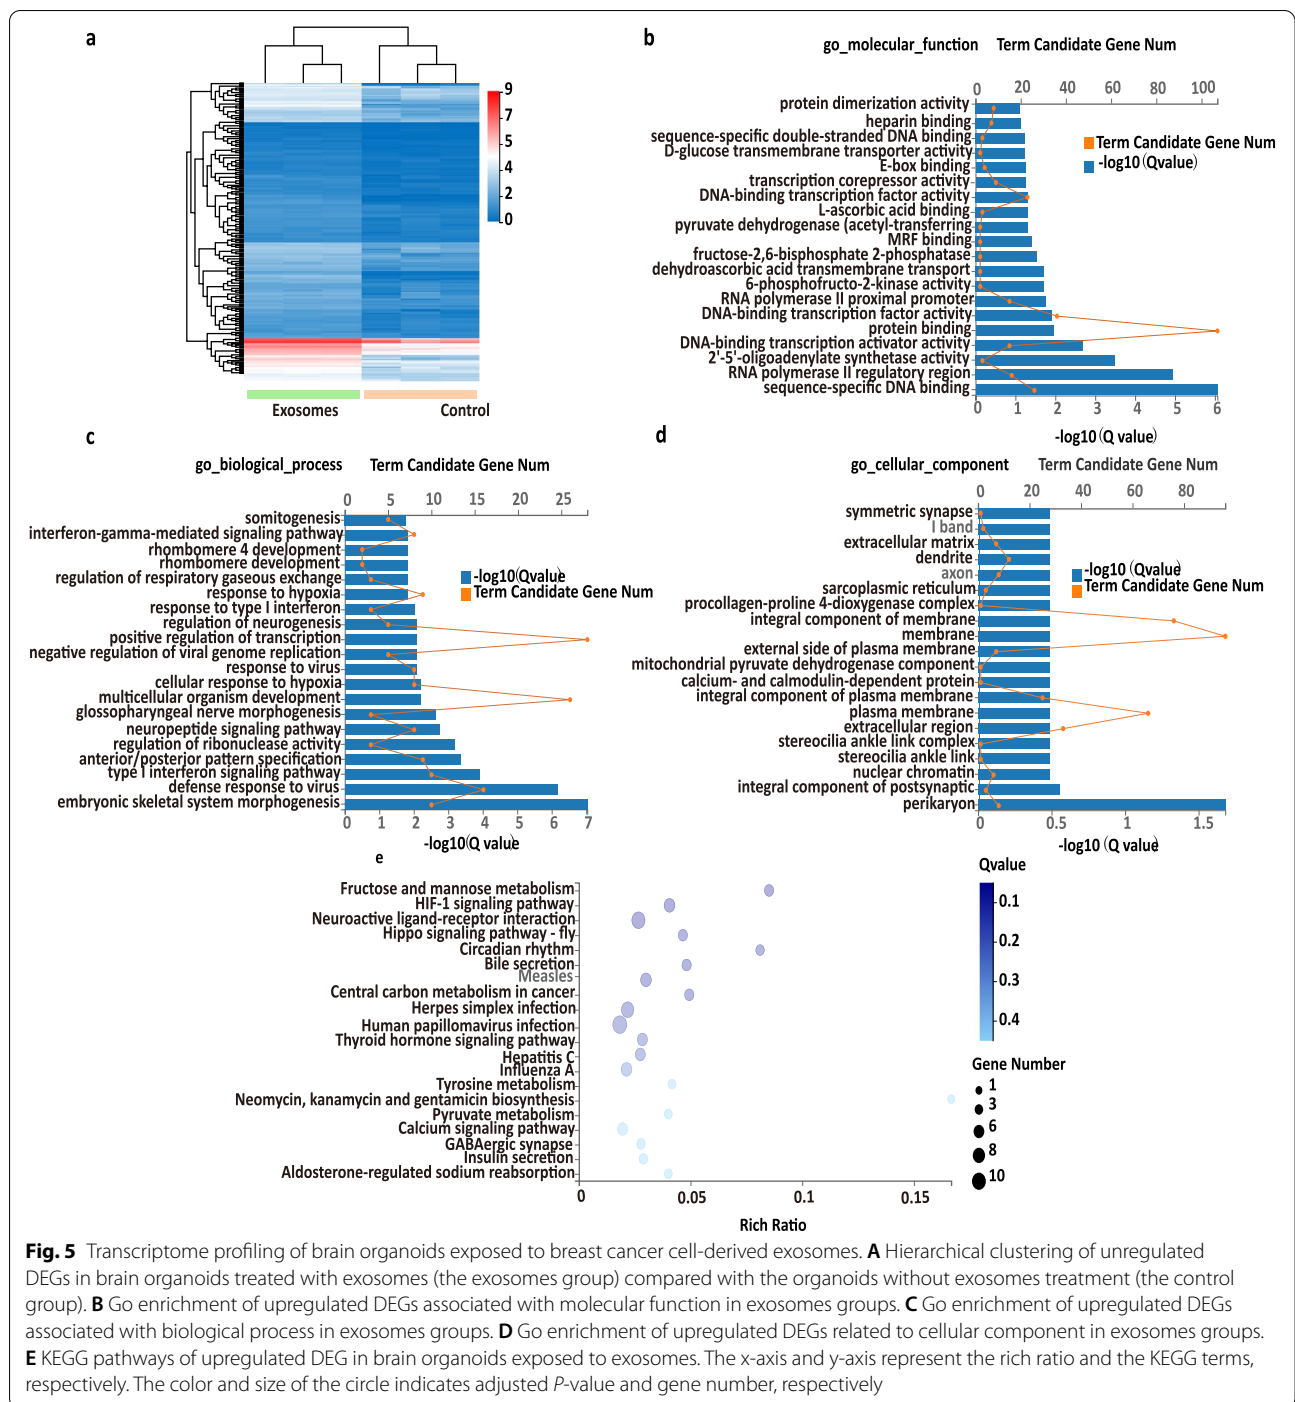 a
9
7
5
4
2
0
Exosomes
Control
b
go_molecular_function
Term Candidate Gene Num
0 20 40 60 80 100
protein dimerization activity
heparin binding
sequence-specific double-stranded DNA binding
D-glucose transmembrane transporter activity
E-box binding
transcription corepressor activity
DNA-binding transcription factor activity
L-ascorbic acid binding
pyruvate dehydrogenase (acetyl-transferring
MRF binding
fructose-2,6-bisphosphate 2-phosphatase
dehydroascorbic acid transmembrane transport
6-phosphofructo-2-kinase activity
RNA polymerase II proximal promoter
DNA-binding transcription factor activity
protein binding
DNA-binding transcription activator activity
2'-5'-oligoadenylate synthetase activity
RNA polymerase II regulatory region
sequence-specific DNA binding
Term Candidate Gene Num
-log10(Qvalue)
0 1 2 3 4 5 6
-log10(Q value)
c
go_biological_process
Term Candidate Gene Num
0 5 10 15 20 25
somitogenesis
interferon-gamma-mediated signaling pathway
rhombomere 4 development
rhombomere development
regulation of respiratory gaseous exchange
response to hypoxia
response to type I interferon
regulation of neurogenesis
positive regulation of transcription
negative regulation of viral genome replication
response to virus
cellular response to hypoxia
multicellular organism development
glossopharyngeal nerve morphogenesis
neuropeptide signaling pathway
regulation of ribonuclease activity
anterior/posterior pattern specification
type I interferon signaling pathway
defense response to virus
embryonic skeletal system morphogenesis
-log10(Qvalue)
Term Candidate Gene Num
0 1 2 3 4 5 6 7
-log10(Q value)
d
go_cellular_component
Term Candidate Gene Num
0 20 40 60 80
symmetric synapse
I band
extracellular matrix
dendrite
axon
sarcoplasmic reticulum
procollagen-proline 4-dioxygenase complex
integral component of membrane
membrane
external side of plasma membrane
mitochondrial pyruvate dehydrogenase component
calcium- and calmodulin-dependent protein
integral component of plasma membrane
plasma membrane
extracellular region
stereocilia ankle link complex
stereocilia ankle link
nuclear chromatin
integral component of postsynaptic
perikaryon
-log10 (Qvalue)
Term Candidate Gene Num
0 0.5 1 1.5
-log10 (Q value)
e
Fructose and mannose metabolism
HIF-1 signaling pathway
Neuroactive ligand-receptor interaction
Hippo signaling pathway - fly
Circadian rhythm
Bile secretion
Measles
Central carbon metabolism in cancer
Herpes simplex infection
Human papillomavirus infection
Thyroid hormone signaling pathway
Hepatitis C
Influenza A
Tyrosine metabolism
Neomycin, kanamycin and gentamicin biosynthesis
Pyruvate metabolism
Calcium signaling pathway
GABAergic synapse
Insulin secretion
Aldosterone-regulated sodium reabsorption
0 0.05 0.1 0.15
Rich Ratio
Qvalue
0.1
0.2
0.3
0.4
Gene Number
1
3
6
8
10
Fig. 5 Transcriptome profiling of brain organoids exposed to breast cancer cell-derived exosomes. A Hierarchical clustering of unregulated
DEGs in brain organoids treated with exosomes (the exosomes group) compared with the organoids without exosomes treatment (the control
group). B Go enrichment of upregulated DEGs associated with molecular function in exosomes groups. C Go enrichment of upregulated DEGs
associated with biological process in exosomes groups. D Go enrichment of upregulated DEGs related to cellular component in exosomes groups.
E KEGG pathways of upregulated DEG in brain organoids exposed to exosomes. The x-axis and y-axis represent the rich ratio and the KEGG terms,
respectively. The color and size of the circle indicates adjusted P-value and gene number, respectively